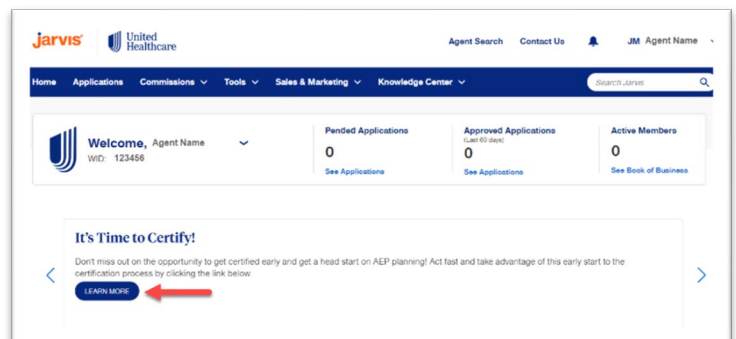 jarvis
United
Healthcare
Agent Search Contact Us JM Agent Name
Home Applications Commissions Tools Sales & Marketing Knowledge Center Search Jarvis
Welcome, Agent Name
WID: 123456
Pended Applications
0
See Applications
Approved Applications
(Last 60 days)
0
See Applications
Active Members
0
See Book of Business
It's Time to Certify!
Don't miss out on the opportunity to get certified early and get a head start on AEP planning! Act fast and take advantage of this early start to the
certification process by clicking the link below.
LEARN MORE